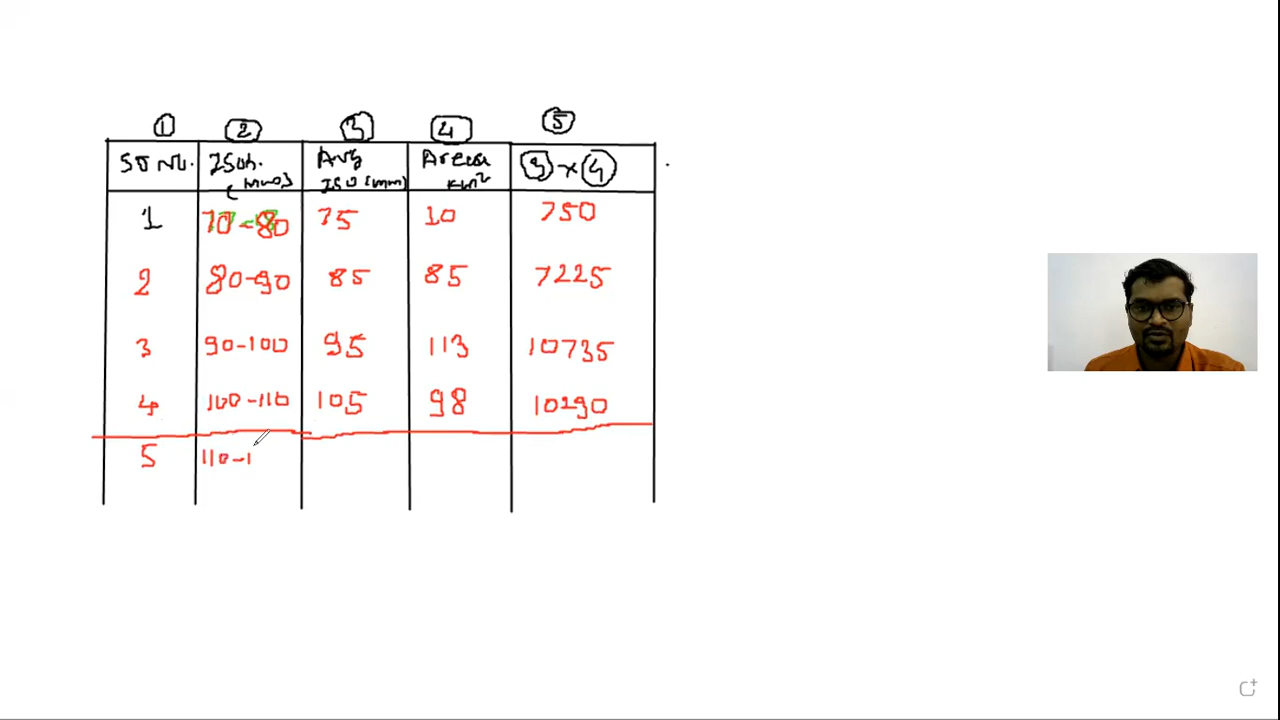 1 2 3 4 5
Sr No. Isoh. (mm) Avg Iso (mm) Area km² 3 x 4
1 70-80 75 10 750
2 80-90 85 85 7225
3 90-100 95 113 10735
4 100-110 105 98 10290
5 110-1